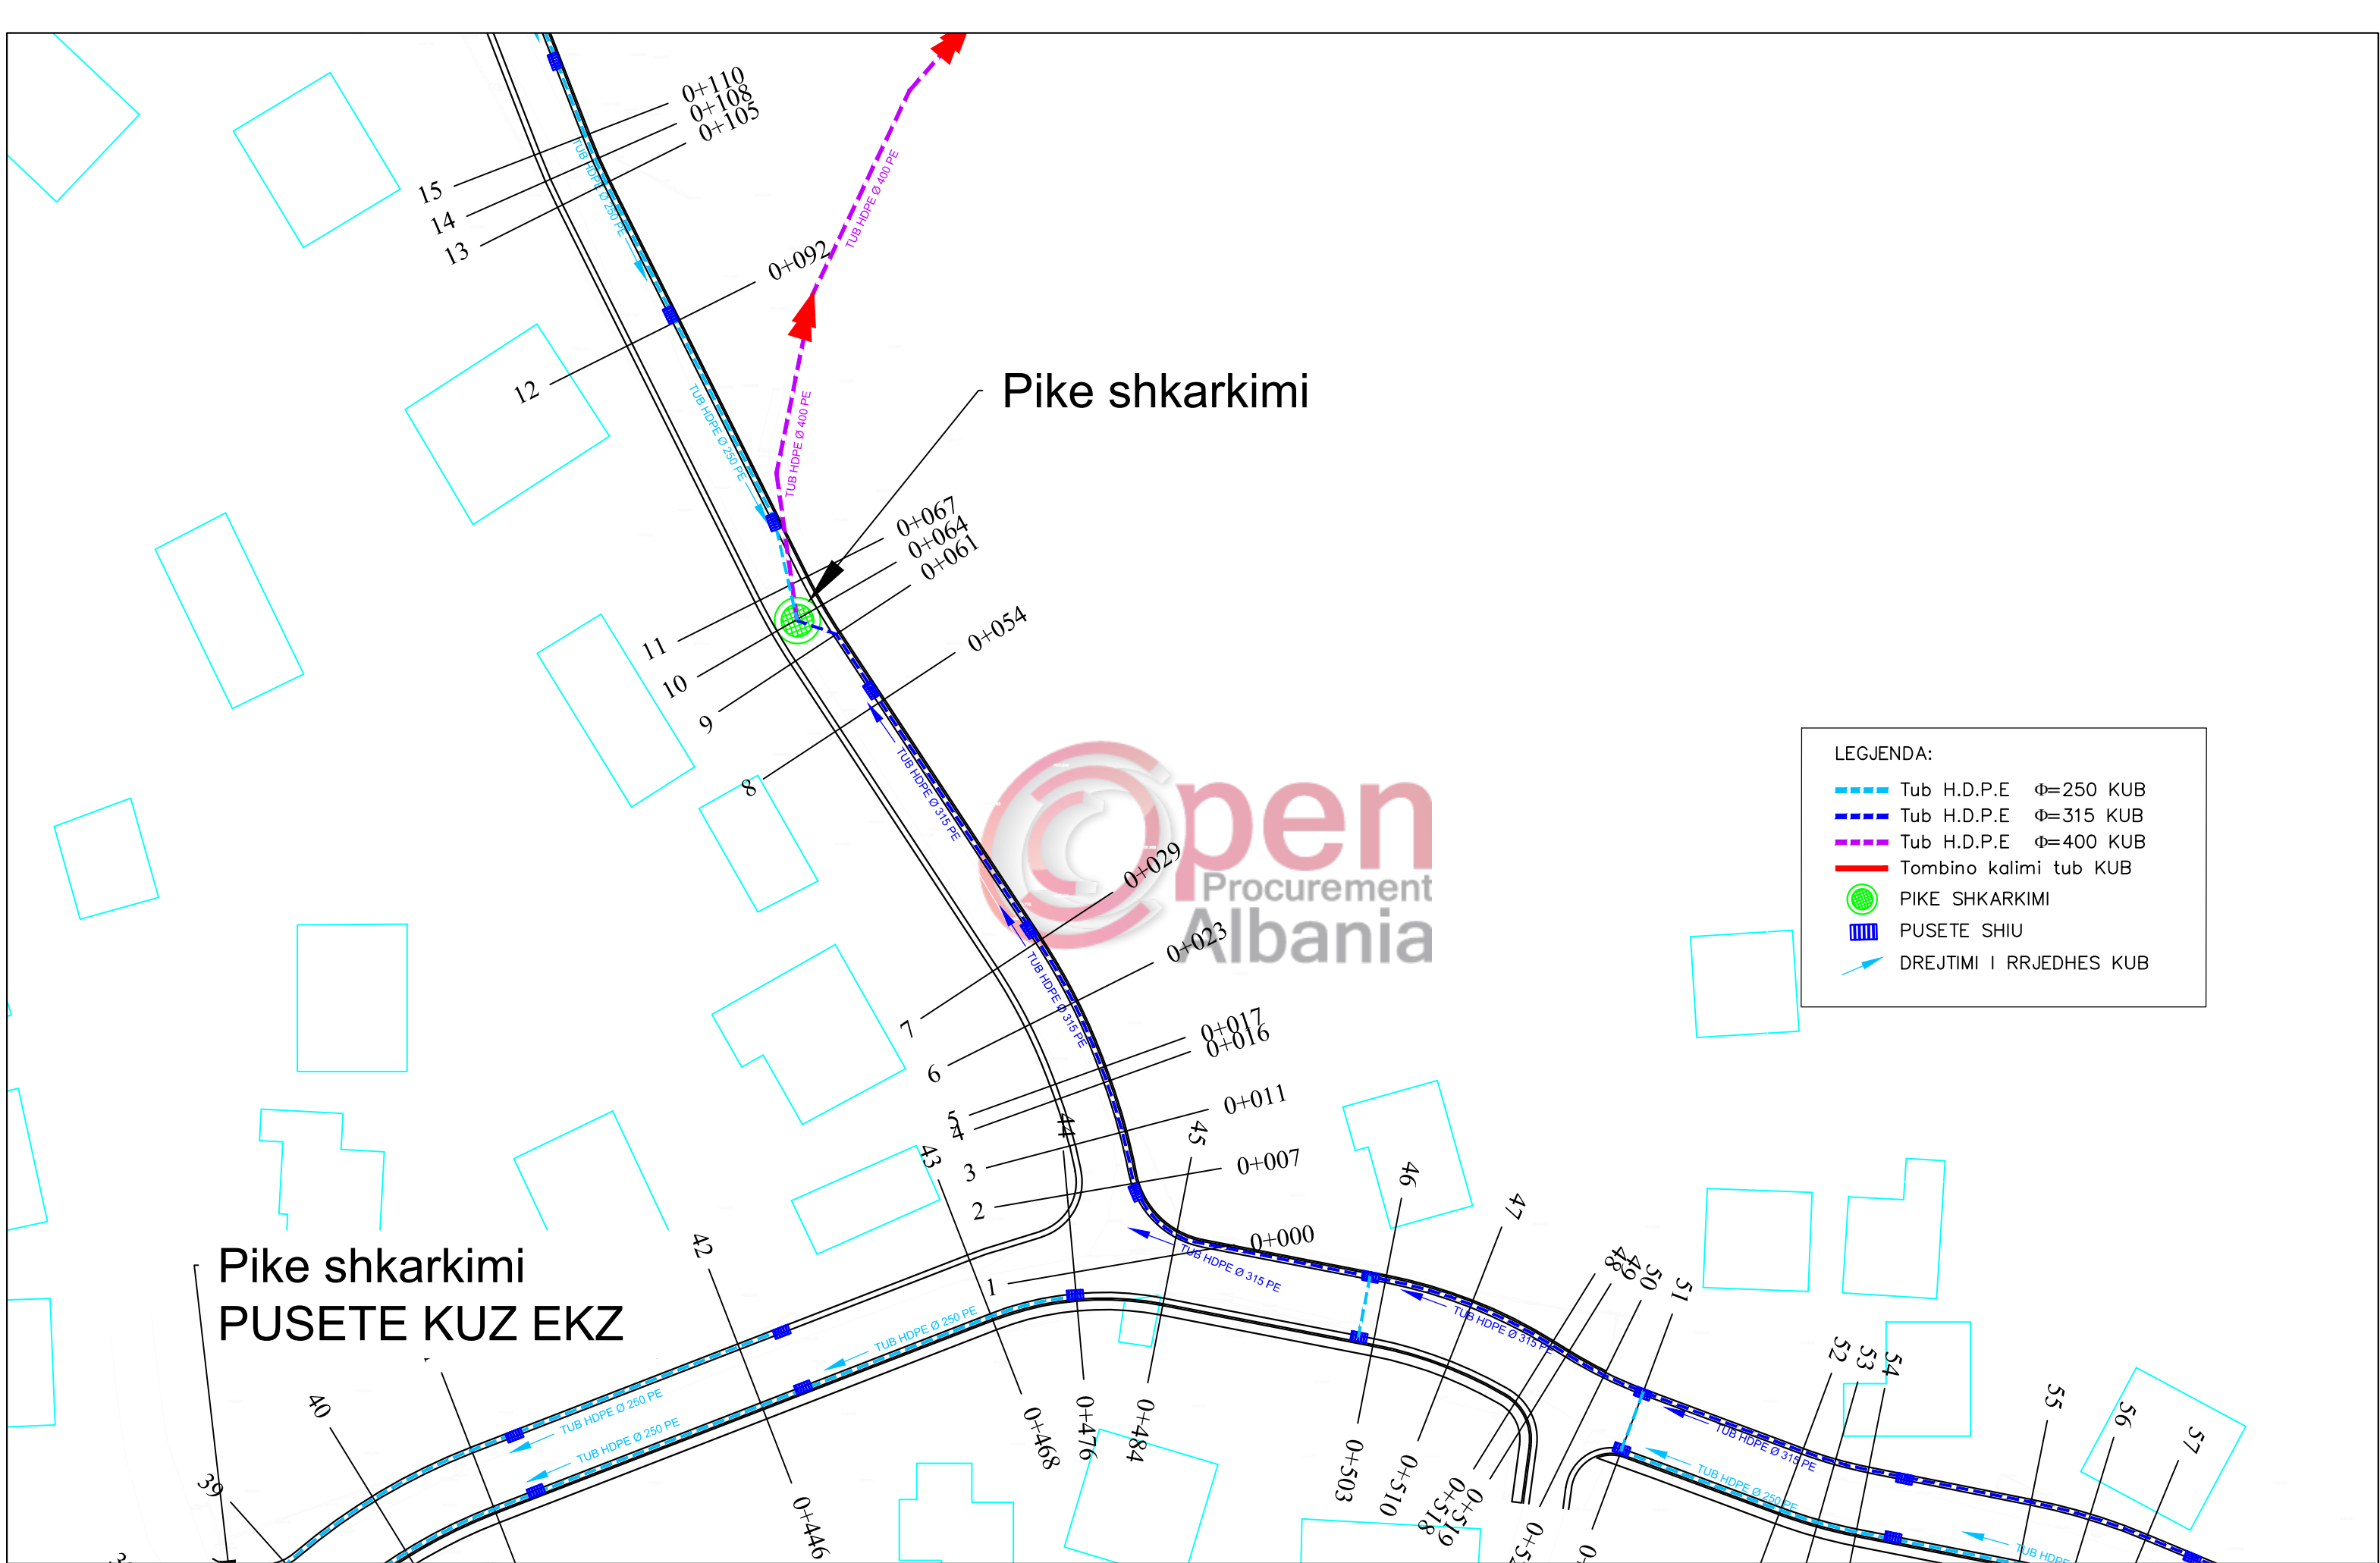 0+110
0+108
0+105
15
14
13
TUB HDPE Ø 250 PE
TUB HDPE Ø 400 PE
0+092
12
Pike shkarkimi
TUB HDPE Ø 250 PE
TUB HDPE Ø 400 PE
0+067
0+064
0+061
0+054
11
10
9
8
TUB HDPE Ø 315 PE
LEGJENDA:
Tub H.D.P.E Φ=250 KUB
Tub H.D.P.E Φ=315 KUB
Tub H.D.P.E Φ=400 KUB
Tombino kalimi tub KUB
PIKE SHKARKIMI
PUSETE SHIU
DREJTIMI I RRJEDHES KUB
Open
Procurement
Albania
0+029
0+023
TUB HDPE Ø 315 PE
7
6
0+017
0+016
0+011
0+007
0+000
5
4
3
2
1
43
44
45
46
47
48
49
50
51
52
53
54
55
56
57
42
40
39
Pike shkarkimi
PUSETE KUZ EKZ
TUB HDPE Ø 315 PE
TUB HDPE Ø 315 PE
TUB HDPE Ø 315 PE
TUB HDPE Ø 250 PE
TUB HDPE Ø 250 PE
TUB HDPE Ø 250 PE
TUB HDPE Ø 250 PE
TUB HDPE
0+446
0+468
0+476
0+484
0+503
0+510
0+518
0+519